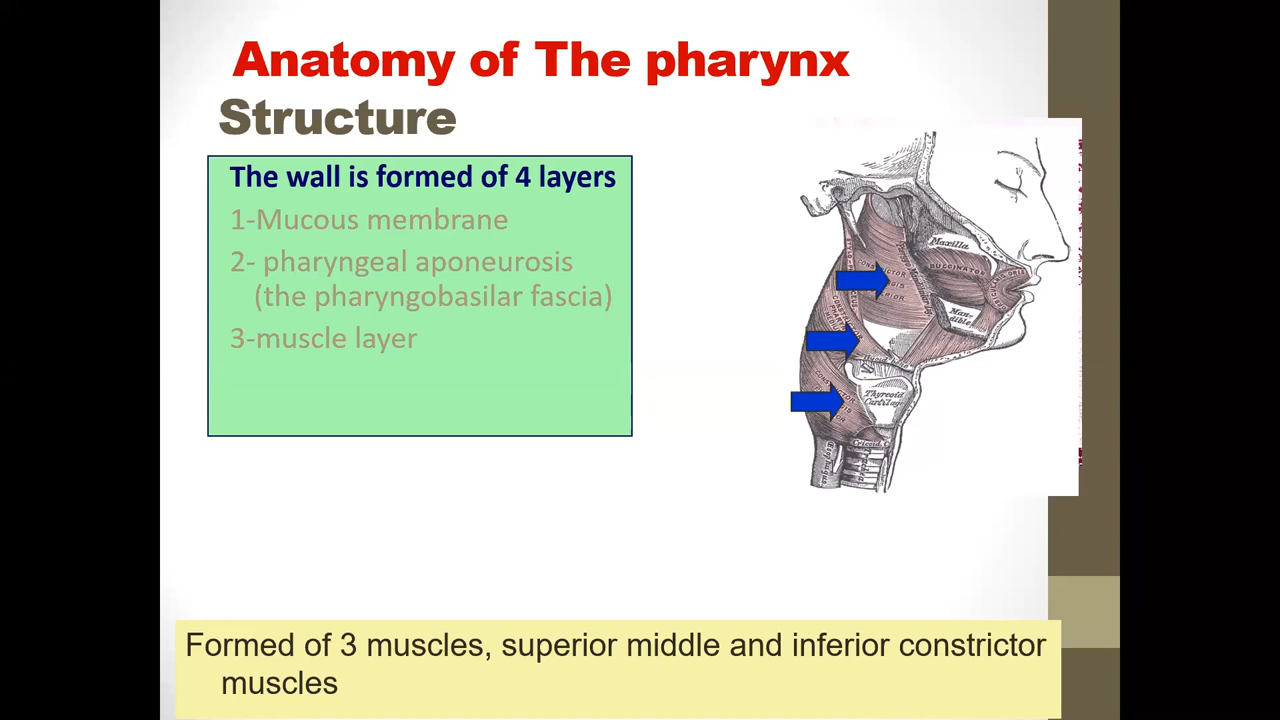 Anatomy of The pharynx
Structure
The wall is formed of 4 layers
1-Mucous membrane
2- pharyngeal aponeurosis
(the pharyngobasilar fascia)
3-muscle layer
Maxilla
BUCCINATOR
Man-
dible
Thyreoid
Cartilage
Formed of 3 muscles, superior middle and inferior constrictor
muscles